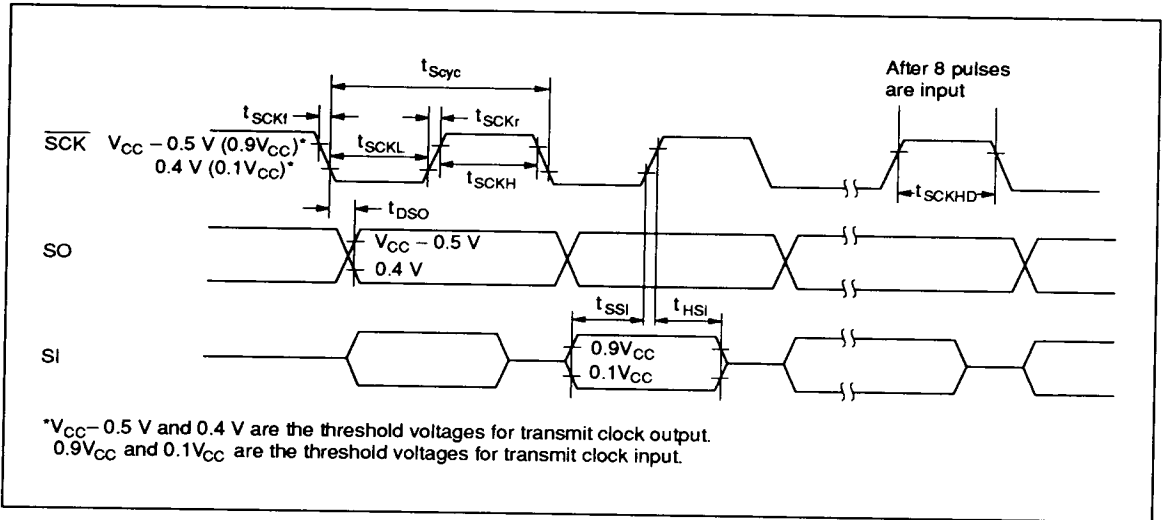 tScyc
After 8 pulses
are input
tSCKf
tSCKr
SCK VCC – 0.5 V (0.9VCC)*
0.4 V (0.1VCC)*
tSCKL
tSCKH
tSCKHD
tDSO
SO
VCC – 0.5 V
0.4 V
tSSI
tHSI
SI
0.9VCC
0.1VCC
*VCC– 0.5 V and 0.4 V are the threshold voltages for transmit clock output.
0.9VCC and 0.1VCC are the threshold voltages for transmit clock input.